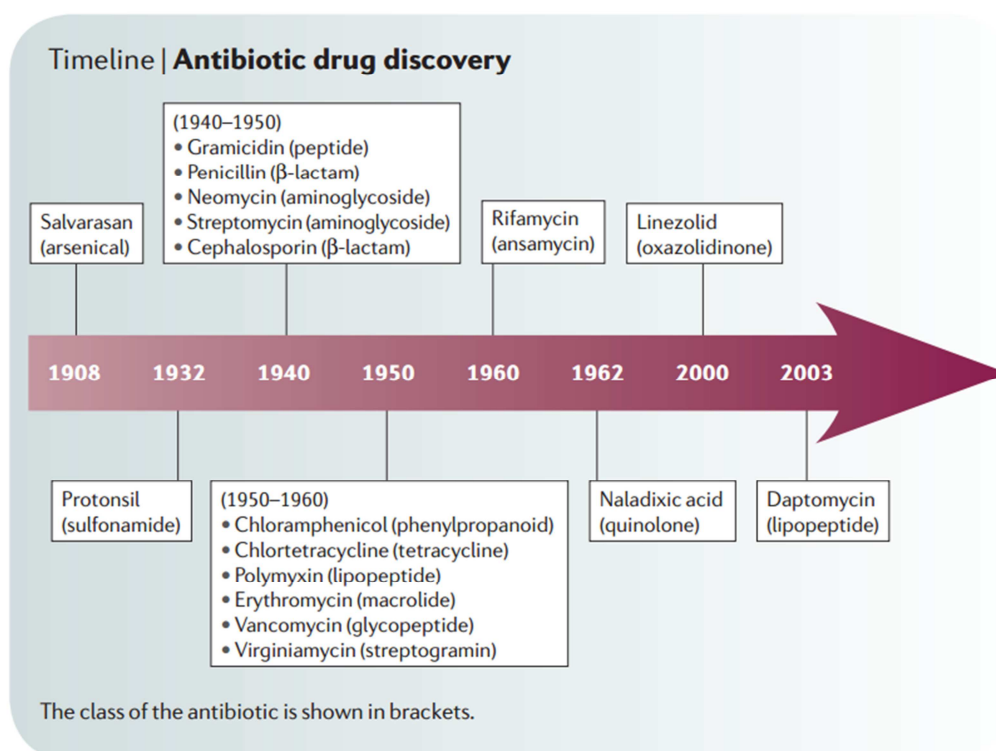 Timeline | Antibiotic drug discovery
(1940–1950)
• Gramicidin (peptide)
• Penicillin (β-lactam)
• Neomycin (aminoglycoside)
• Streptomycin (aminoglycoside)
• Cephalosporin (β-lactam)
Salvarasan
(arsenical)
Rifamycin
(ansamycin)
Linezolid
(oxazolidinone)
1908 1932 1940 1950 1960 1962 2000 2003
Protonsil
(sulfonamide)
(1950–1960)
• Chloramphenicol (phenylpropanoid)
• Chlortetracycline (tetracycline)
• Polymyxin (lipopeptide)
• Erythromycin (macrolide)
• Vancomycin (glycopeptide)
• Virginiamycin (streptogramin)
Naladixic acid
(quinolone)
Daptomycin
(lipopeptide)
The class of the antibiotic is shown in brackets.